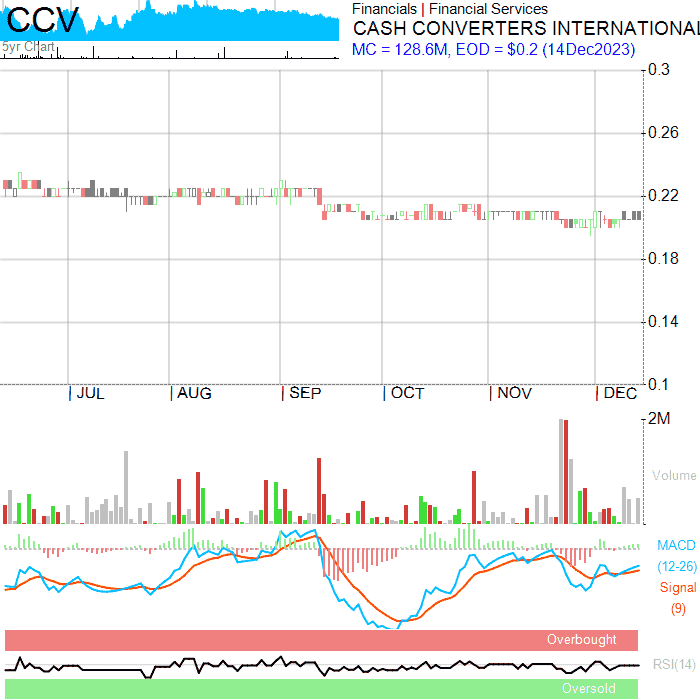 CCV
Financials | Financial Services
CASH CONVERTERS INTERNATIONAL
5yr Chart
MC = 128.6M, EOD = $0.2 (14Dec2023)
0.3
0.26
0.22
0.18
0.14
0.1
| JUL | AUG | SEP | OCT | NOV | DEC
2M
Volume
MACD
(12-26)
Signal
(9)
Overbought
RSI(14)
Oversold